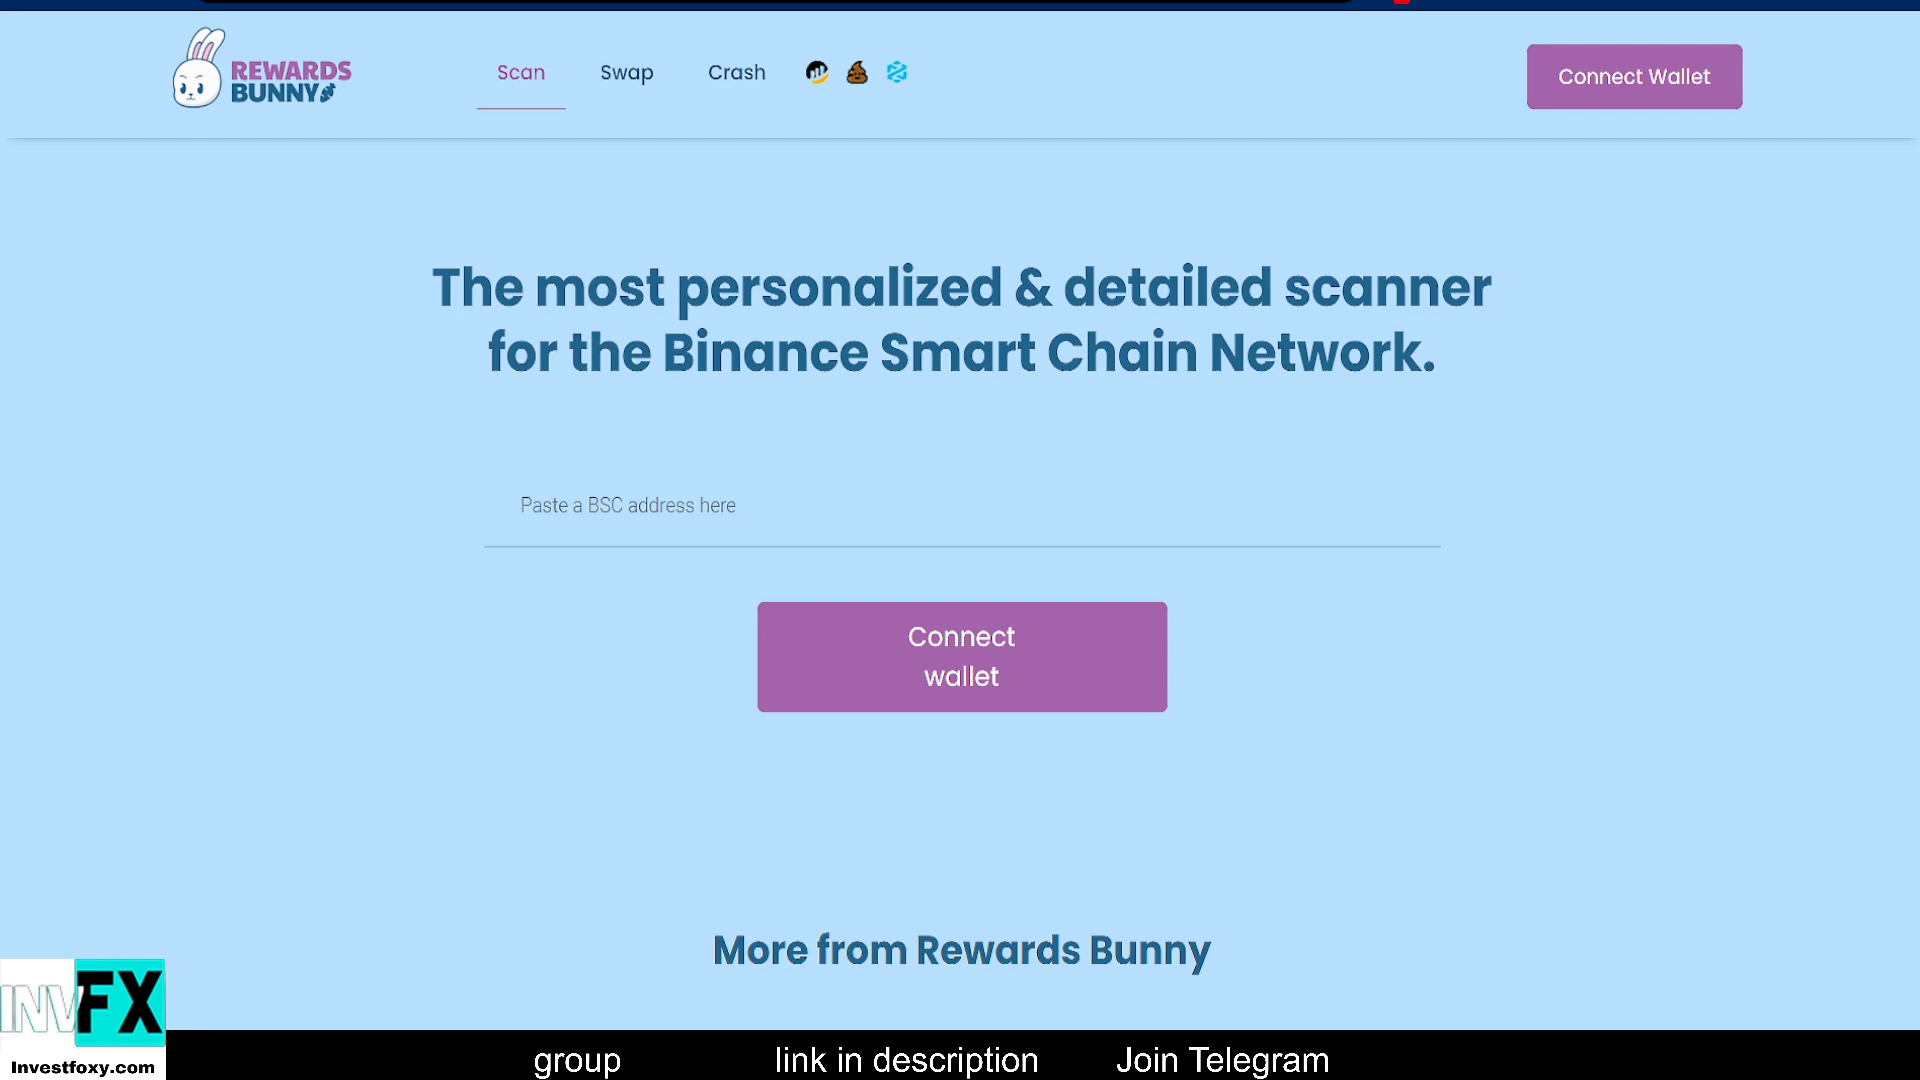 REWARDS
BUNNY
Scan
Swap
Crash
Connect Wallet
The most personalized & detailed scanner
for the Binance Smart Chain Network.
Paste a BSC address here
Connect
wallet
More from Rewards Bunny
INVFX
Investfoxy.com
group link in description Join Telegram